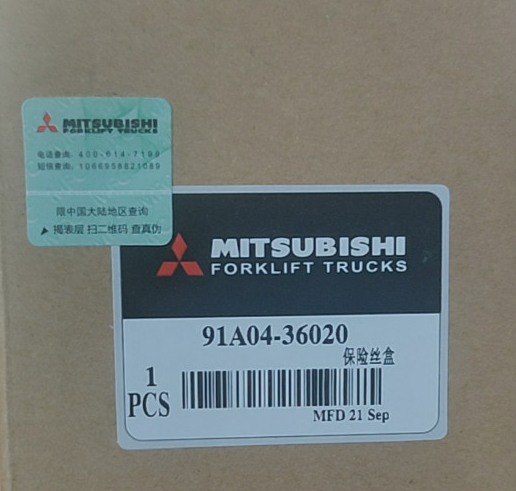 MITSUBISHI
FORKLIFT TRUCKS
电话查询: 400-614-7199
短信查询: 1066958821089
限中国大陆地区查询
揭表层 扫二维码 查真伪
MITSUBISHI
FORKLIFT TRUCKS
91A04-36020
保险丝盒
1
PCS
MFD 21 Sep